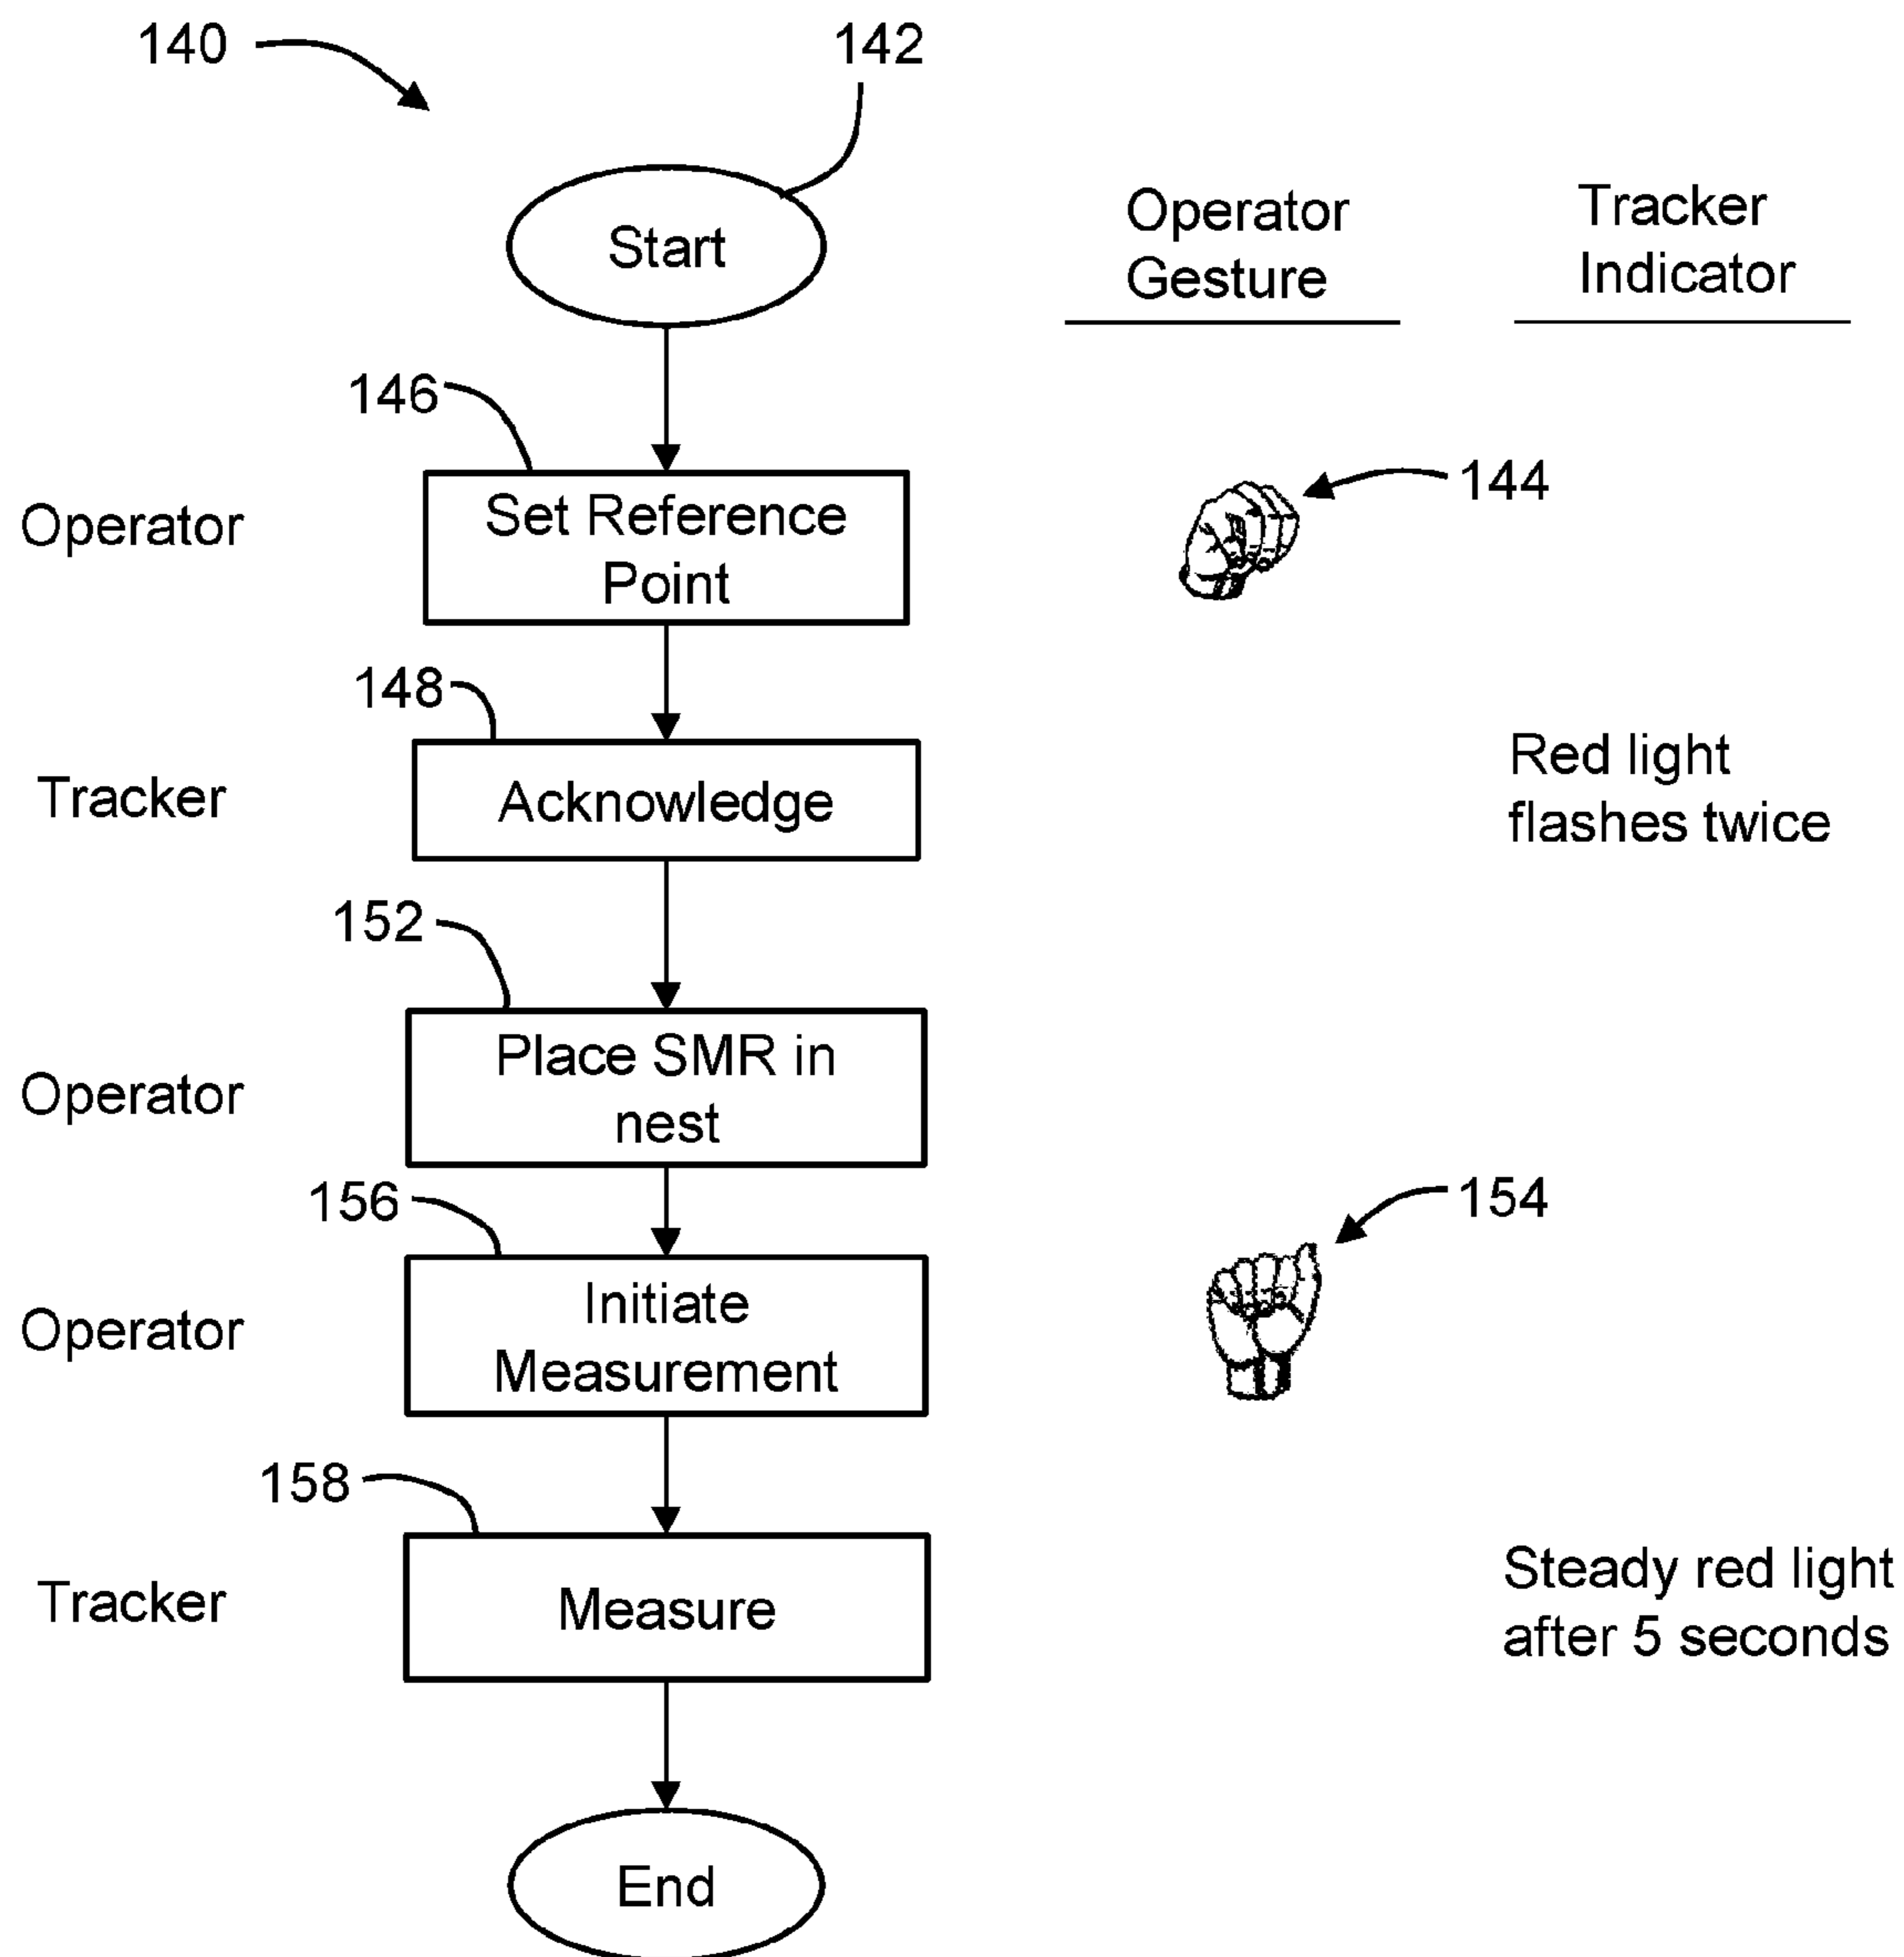 140
142
Start
Operator
Gesture
Tracker
Indicator
146
Operator
Set Reference
Point
144
148
Tracker
Acknowledge
Red light
flashes twice
152
Operator
Place SMR in
nest
156
Operator
Initiate
Measurement
154
158
Tracker
Measure
Steady red light
after 5 seconds
End